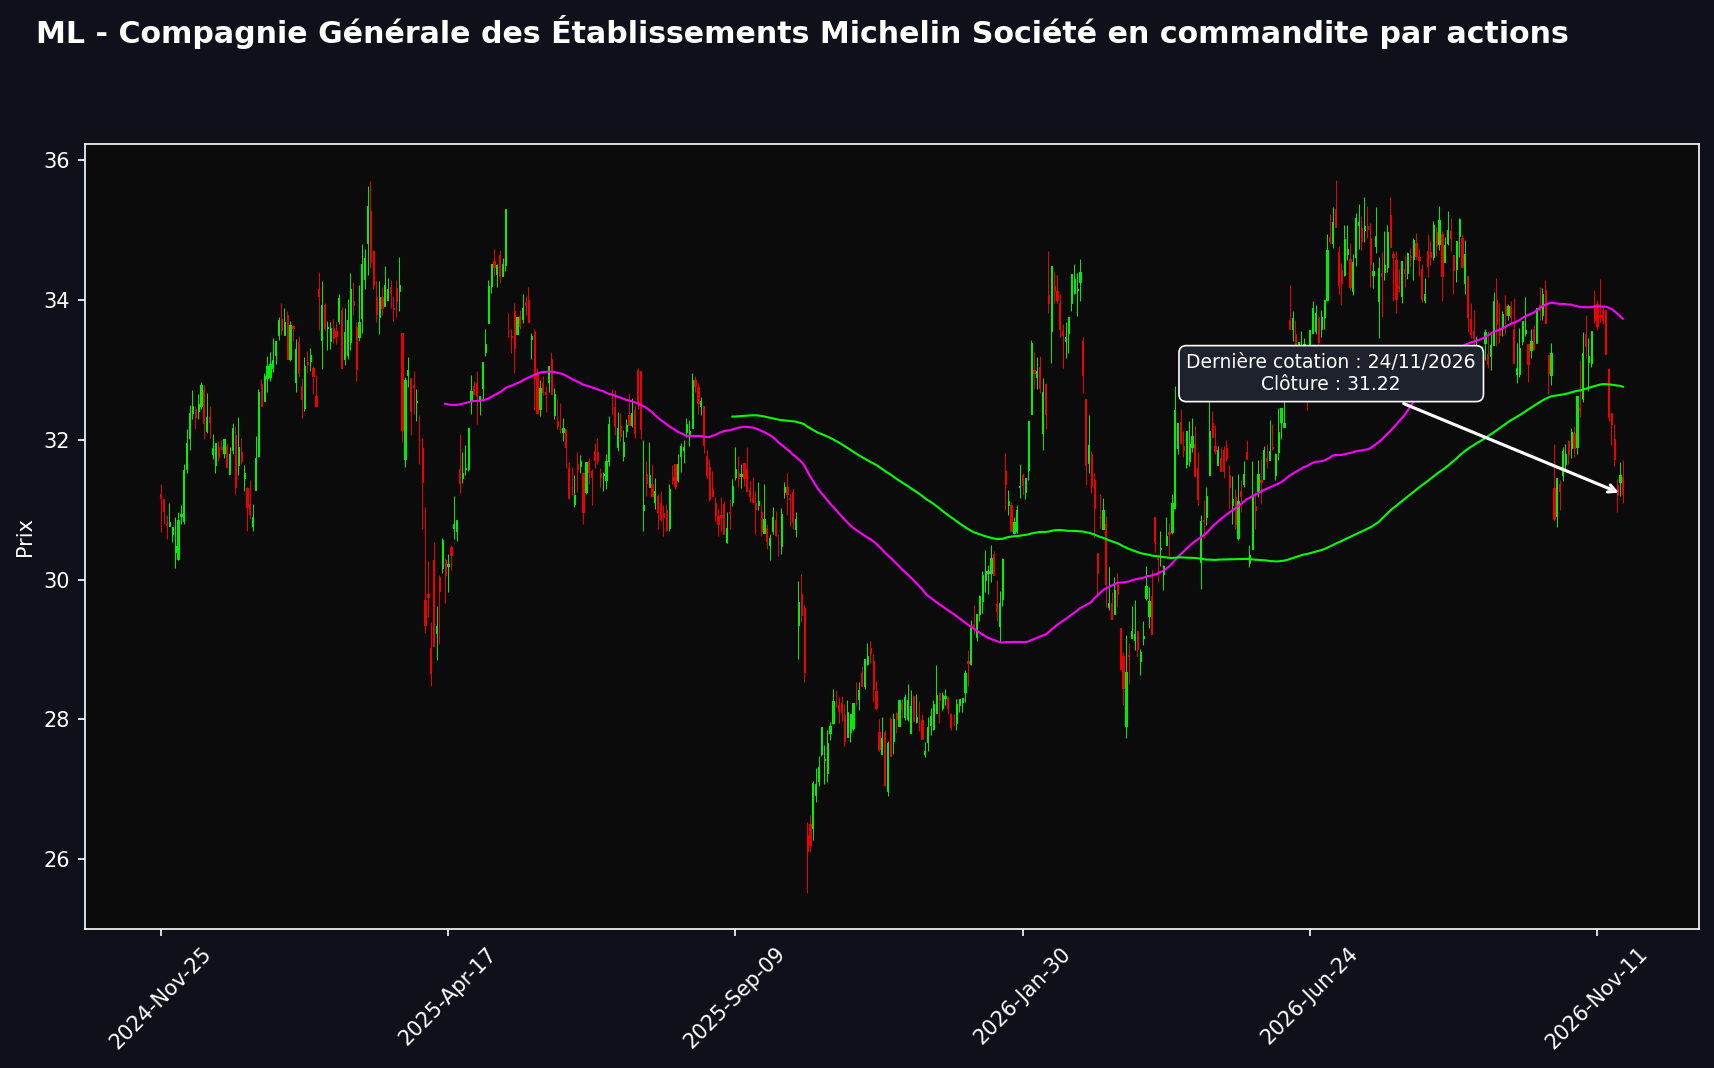 ML - Compagnie Générale des Établissements Michelin Société en commandite par actions
36
34
32
30
28
26
Prix
Dernière cotation : 24/11/2026
Clôture : 31.22
2024-Nov-25
2025-Apr-17
2025-Sep-09
2026-Jan-30
2026-Jun-24
2026-Nov-11